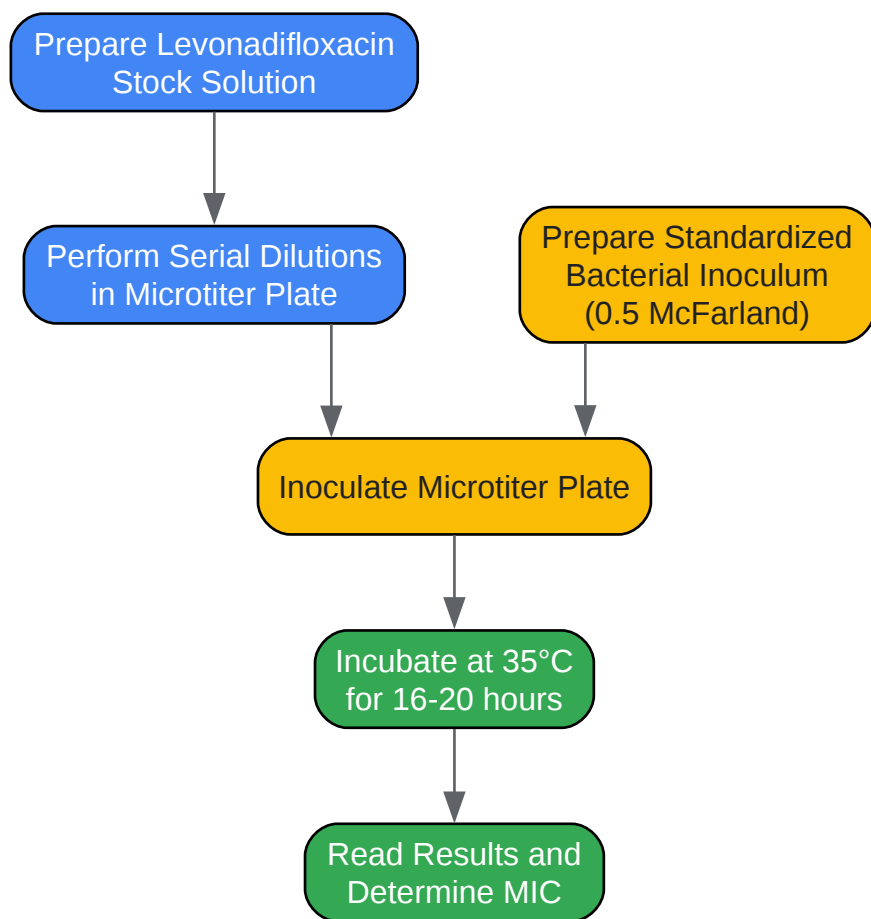 Prepare Levonadifloxacin
Stock Solution
Perform Serial Dilutions
in Microtiter Plate
Prepare Standardized
Bacterial Inoculum
(0.5 McFarland)
Inoculate Microtiter Plate
Incubate at 35°C
for 16-20 hours
Read Results and
Determine MIC